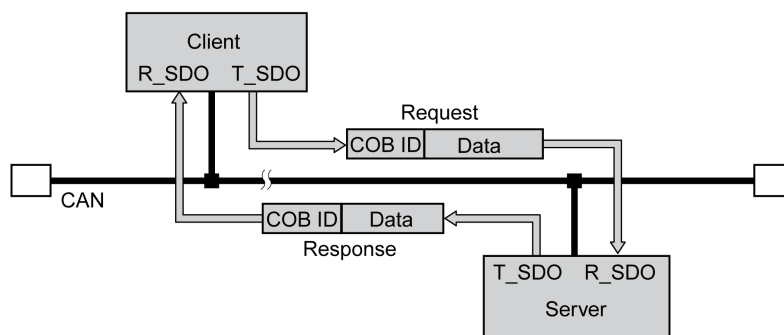 Client
R_SDO T_SDO
Request
COB ID Data
CAN
COB ID Data
Response
T_SDO R_SDO
Server